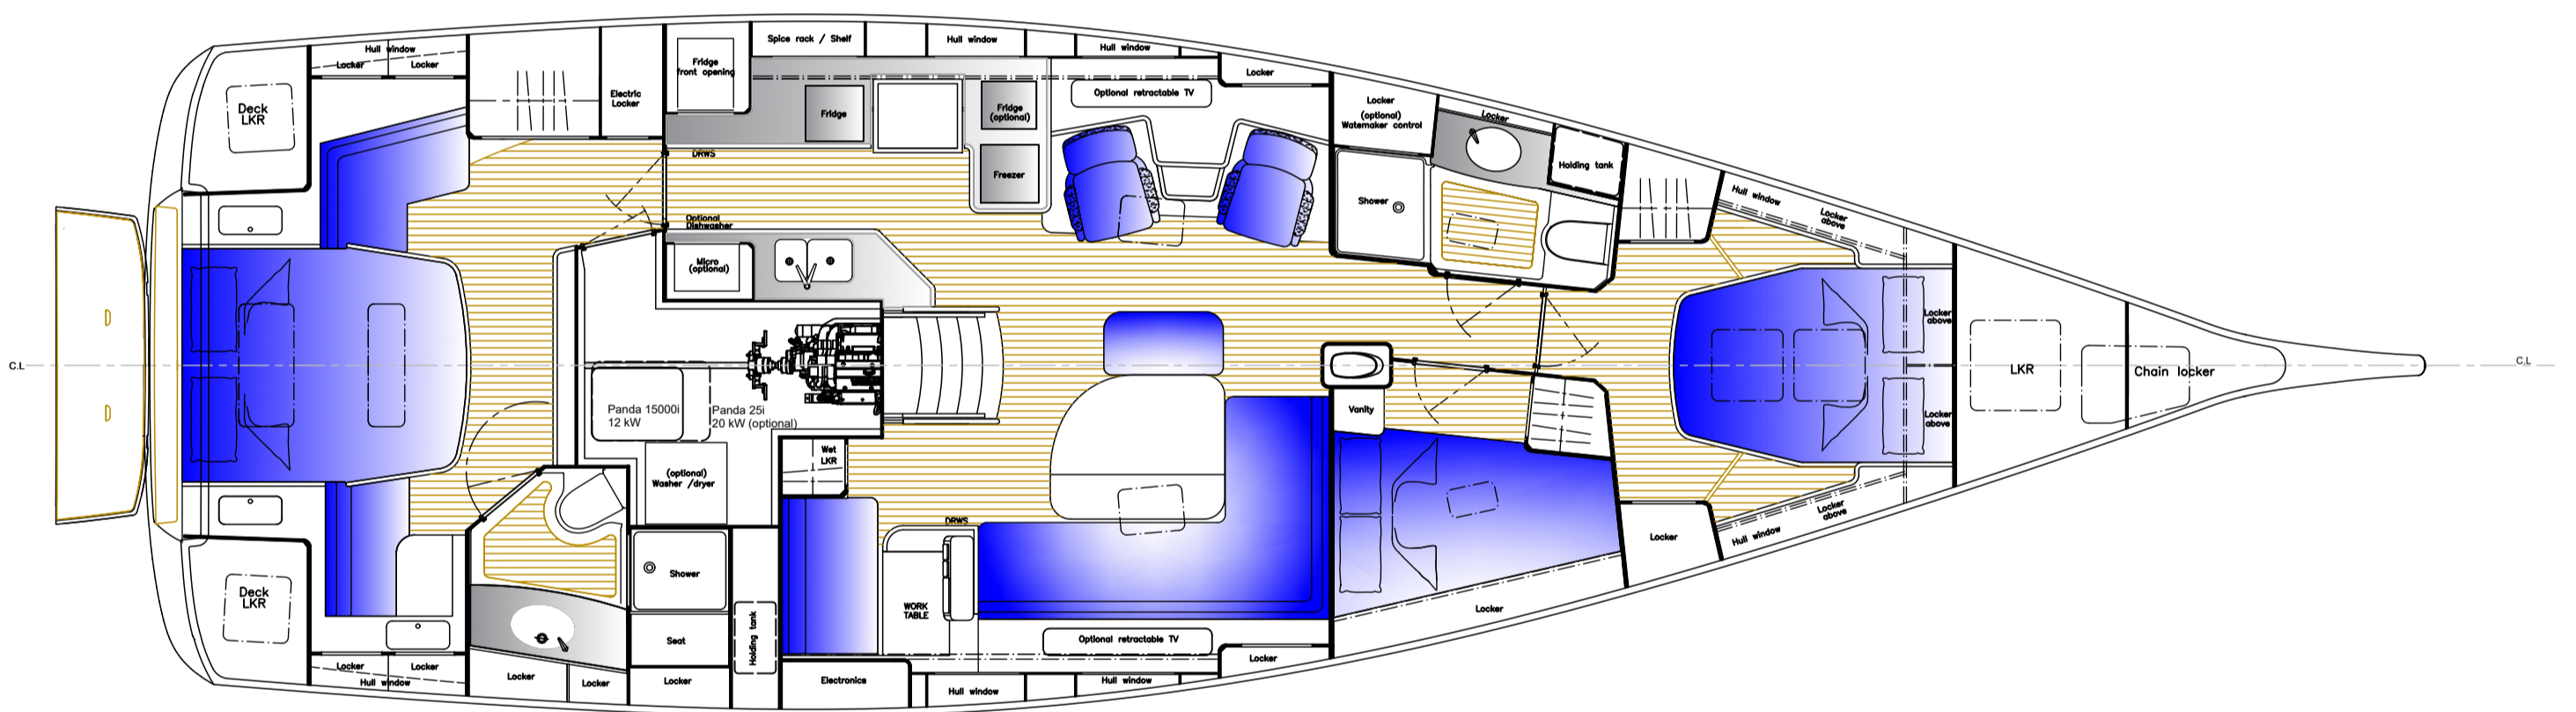 Hull window
Locker
Locker
Deck
LKR
Electric
Locker
Fridge
front opening
Spice rack / Shelf
Hull window
Hull window
Locker
Fridge
Fridge
(optional)
Freezer
Optional retractable TV
DRWS
Optional
Dishwasher
Micro
(optional)
Locker
(optional)
Watemaker control
Locker
Holding tank
Shower
Hull window
Locker
above
Locker
above
C.L
Panda 15000i
12 kW
Panda 25i
20 kW (optional)
LKR
Chain locker
C.L
Vanity
Locker
above
(optional)
Washer /dryer
Wet
LKR
DRWS
Locker
above
Hull window
Locker
Deck
LKR
Shower
Seat
Holding tank
WORK
TABLE
Optional retractable TV
Locker
Locker
Locker
Locker
Hull window
Locker
Locker
Locker
Electronics
Hull window
Hull window